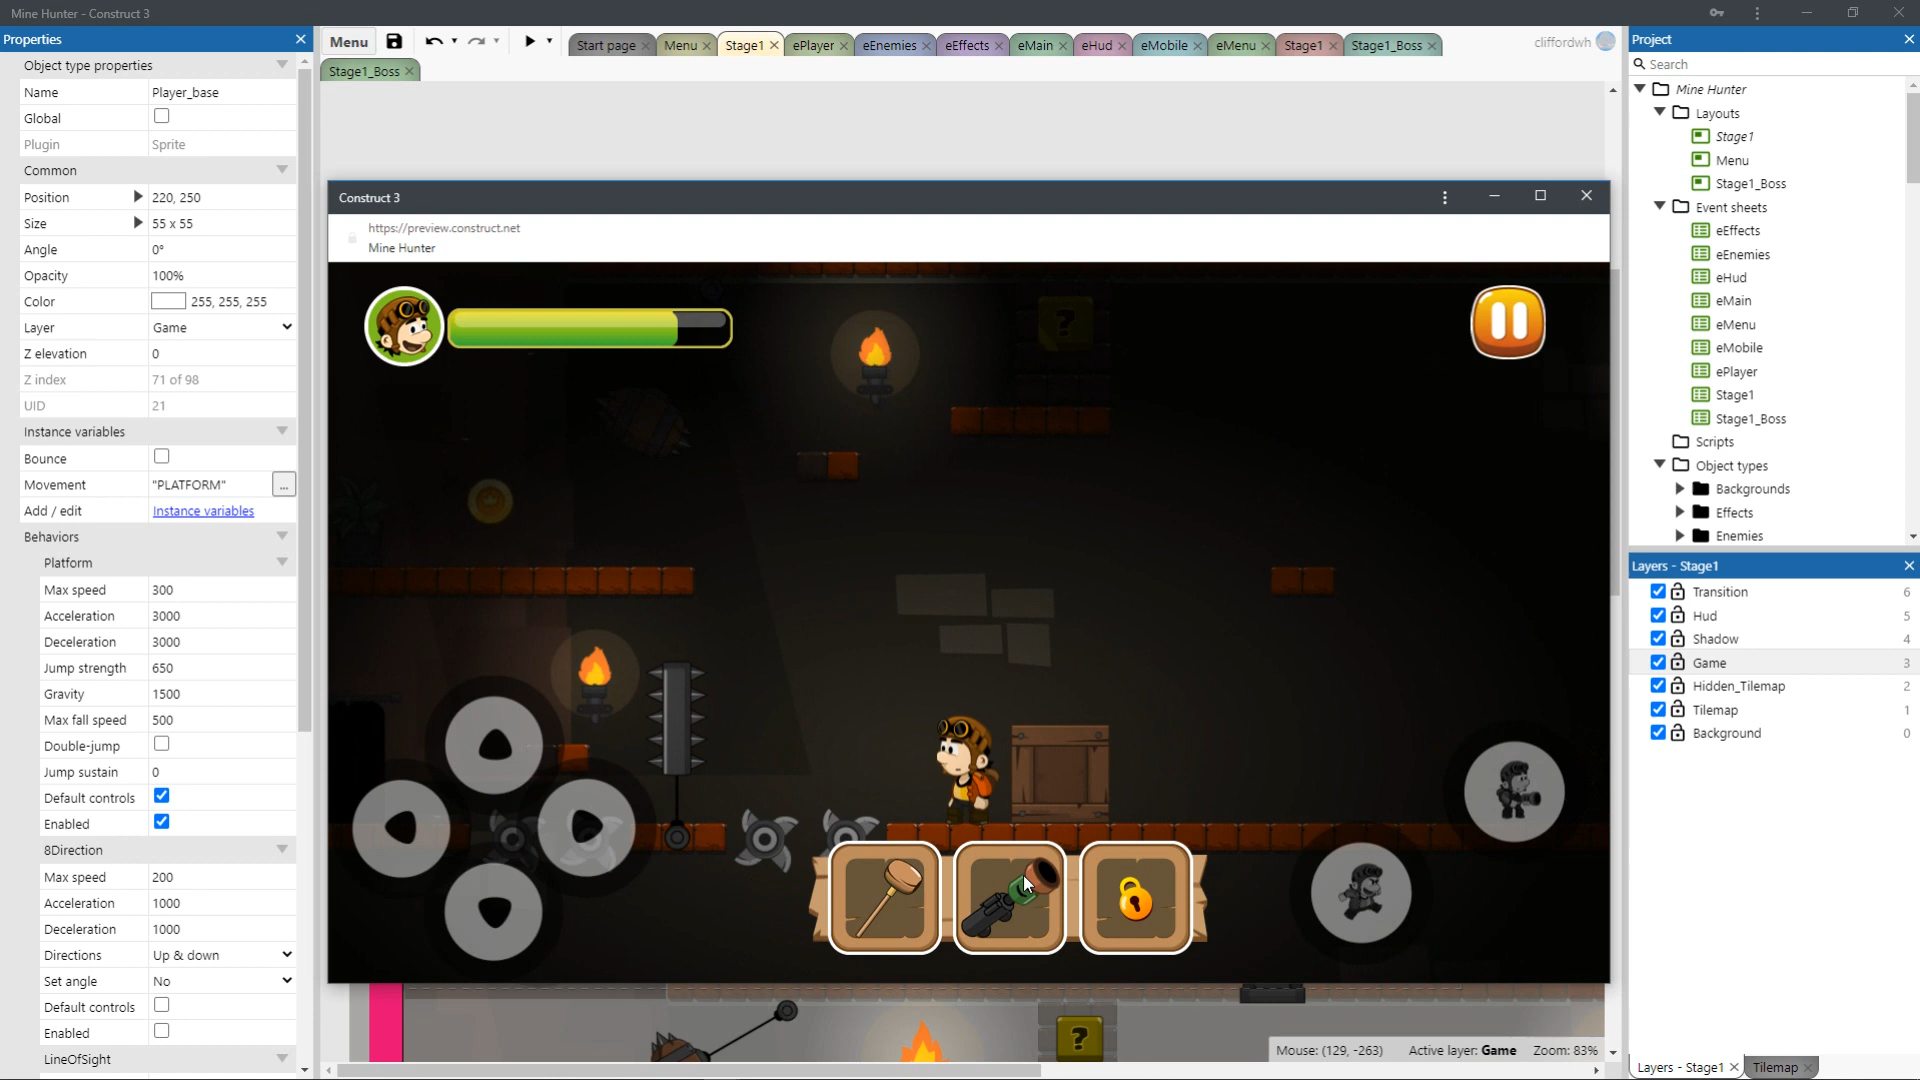 Mine Hunter - Construct 3
Properties
Object type properties
Name Player_base
Global
Plugin Sprite
Common
Position 220, 250
Size 55 x 55
Angle 0°
Opacity 100%
Color 255, 255, 255
Layer Game
Z elevation 0
Z index 71 of 98
UID 21
Instance variables
Bounce
Movement "PLATFORM" ...
Add / edit Instance variables
Behaviors
Platform
Max speed 300
Acceleration 3000
Deceleration 3000
Jump strength 650
Gravity 1500
Max fall speed 500
Double-jump
Jump sustain 0
Default controls
Enabled
8Direction
Max speed 200
Acceleration 1000
Deceleration 1000
Directions Up & down
Set angle No
Default controls
Enabled
LineOfSight
Menu
Start page Menu Stage1 ePlayer eEnemies eEffects eMain eHud eMobile eMenu Stage1 Stage1_Boss
cliffordwh
Stage1_Boss
Construct 3
https://preview.construct.net
Mine Hunter
?
?
Mouse: (129, -263) Active layer: Game Zoom: 83%
Project
Search
Mine Hunter
Layouts
Stage1
Menu
Stage1_Boss
Event sheets
eEffects
eEnemies
eHud
eMain
eMenu
eMobile
ePlayer
Stage1
Stage1_Boss
Scripts
Object types
Backgrounds
Effects
Enemies
Layers - Stage1
Transition 6
Hud 5
Shadow 4
Game 3
Hidden_Tilemap 2
Tilemap 1
Background 0
Layers - Stage1 Tilemap